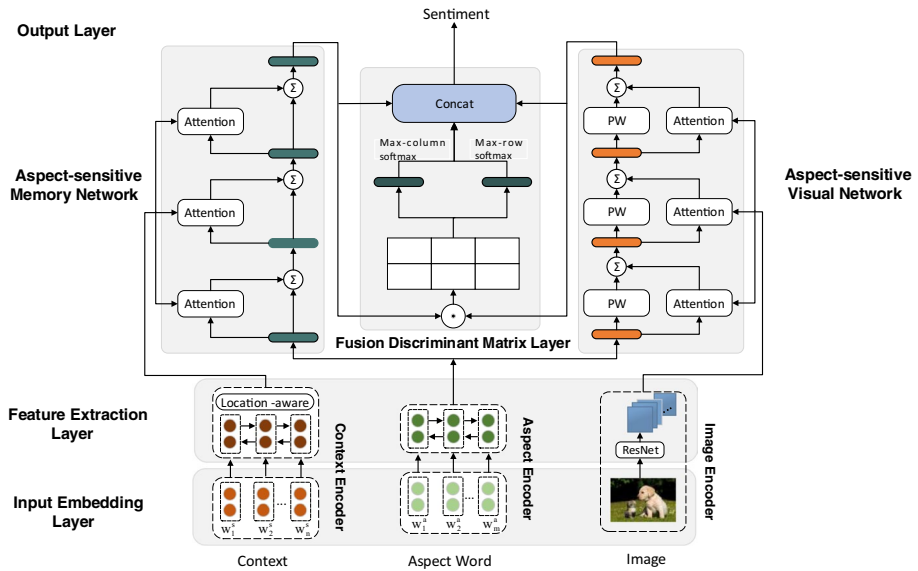 Sentiment
Output Layer
Concat
Max-column
softmax
Max-row
softmax
Attention
Attention
Attention
PW
Attention
PW
Attention
PW
Attention
Σ
Σ
Σ
Σ
Σ
Σ
Aspect-sensitive
Memory Network
Aspect-sensitive
Visual Network
Fusion Discriminant Matrix Layer
Feature Extraction
Layer
Location -aware
Context Encoder
Aspect Encoder
ResNet
...
Image Encoder
Input Embedding
Layer
...
w₁ˢ w₂ˢ wₙˢ
...
w₁ᵃ w₂ᵃ wₘᵃ
Context
Aspect Word
Image